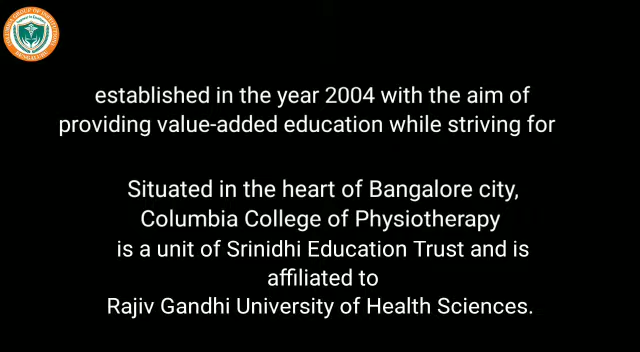 established in the year 2004 with the aim of
providing value-added education while striving for
Situated in the heart of Bangalore city,
Columbia College of Physiotherapy
is a unit of Srinidhi Education Trust and is
affiliated to
Rajiv Gandhi University of Health Sciences.